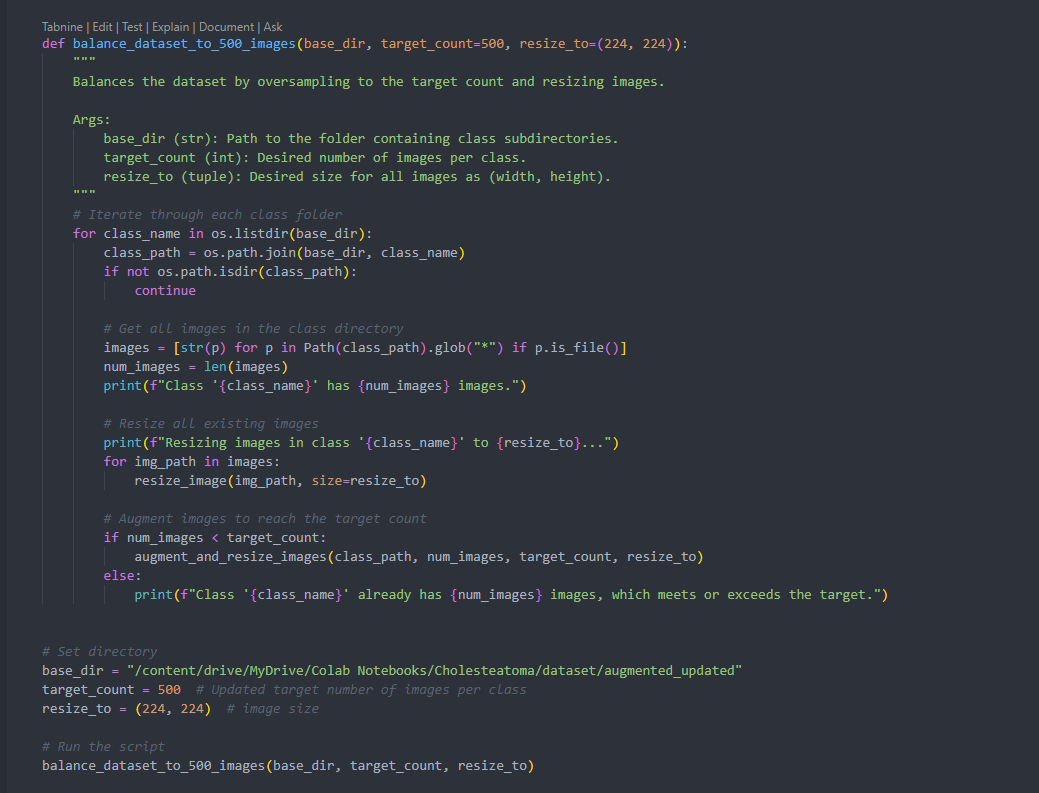 Tabnine | Edit | Test | Explain | Document | Ask
def balance_dataset_to_500_images(base_dir, target_count=500, resize_to=(224, 224)):
    """
    Balances the dataset by oversampling to the target count and resizing images.

    Args:
        base_dir (str): Path to the folder containing class subdirectories.
        target_count (int): Desired number of images per class.
        resize_to (tuple): Desired size for all images as (width, height).
    """
    # Iterate through each class folder
    for class_name in os.listdir(base_dir):
        class_path = os.path.join(base_dir, class_name)
        if not os.path.isdir(class_path):
            continue

        # Get all images in the class directory
        images = [str(p) for p in Path(class_path).glob("*") if p.is_file()]
        num_images = len(images)
        print(f"Class '{class_name}' has {num_images} images.")

        # Resize all existing images
        print(f"Resizing images in class '{class_name}' to {resize_to}...")
        for img_path in images:
            resize_image(img_path, size=resize_to)

        # Augment images to reach the target count
        if num_images < target_count:
            augment_and_resize_images(class_path, num_images, target_count, resize_to)
        else:
            print(f"Class '{class_name}' already has {num_images} images, which meets or exceeds the target.")


# Set directory
base_dir = "/content/drive/MyDrive/Colab Notebooks/Cholesteatoma/dataset/augmented_updated"
target_count = 500  # Updated target number of images per class
resize_to = (224, 224)  # image size

# Run the script
balance_dataset_to_500_images(base_dir, target_count, resize_to)